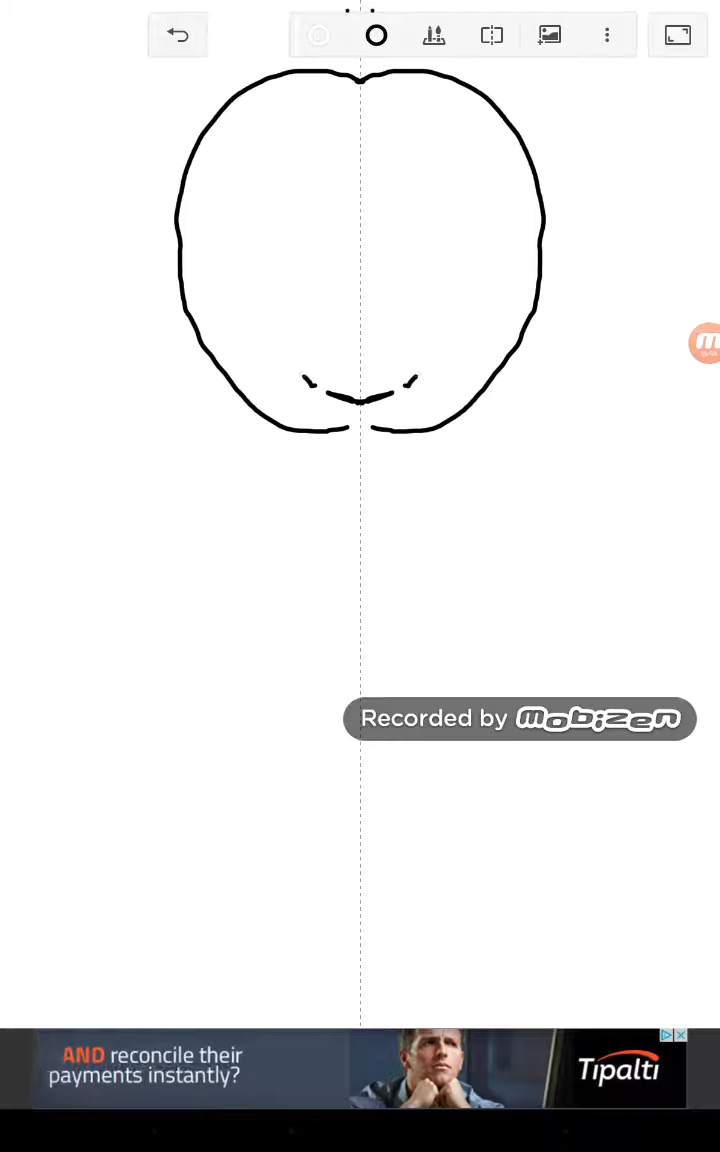 Recorded by mobizen
AND reconcile their
payments instantly?
Tipalti